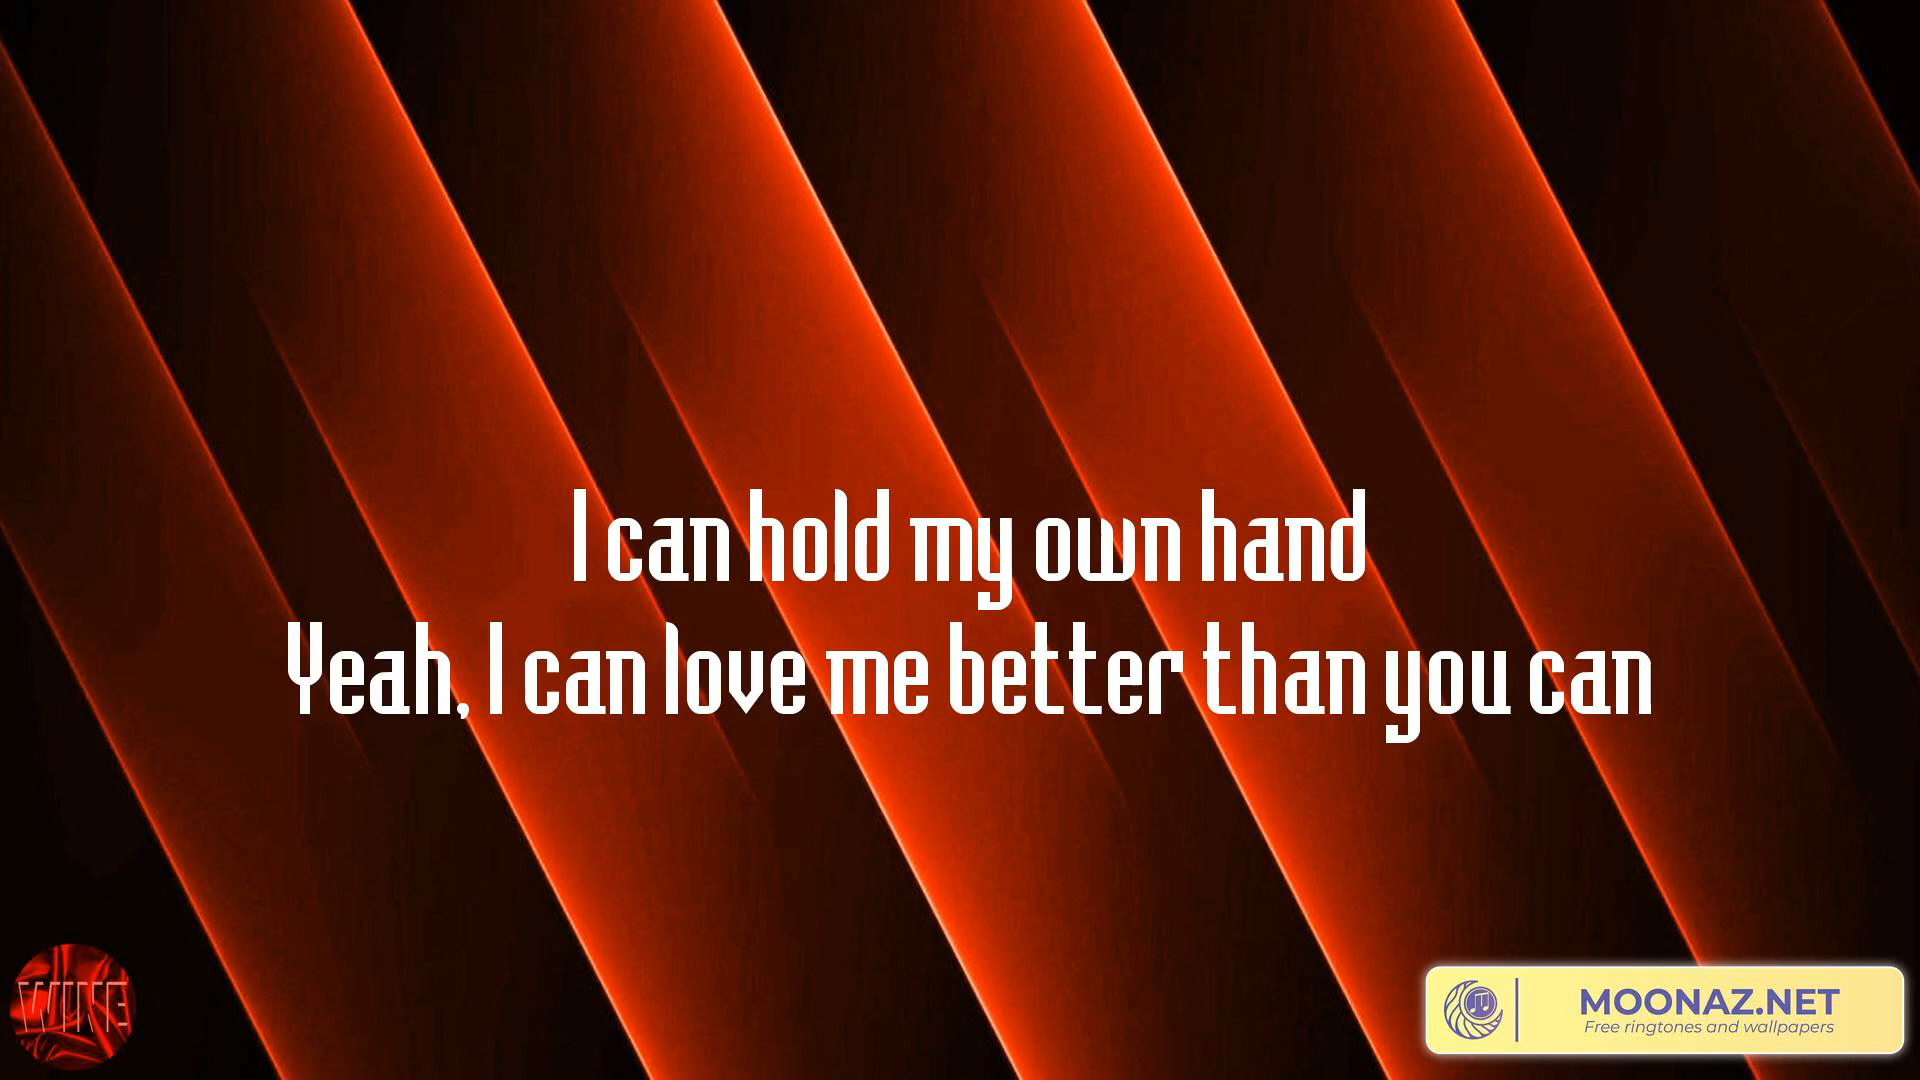 I can hold my own hand
Yeah, I can love me better than you can
WINE
MOONAZ.NET
Free ringtones and wallpapers